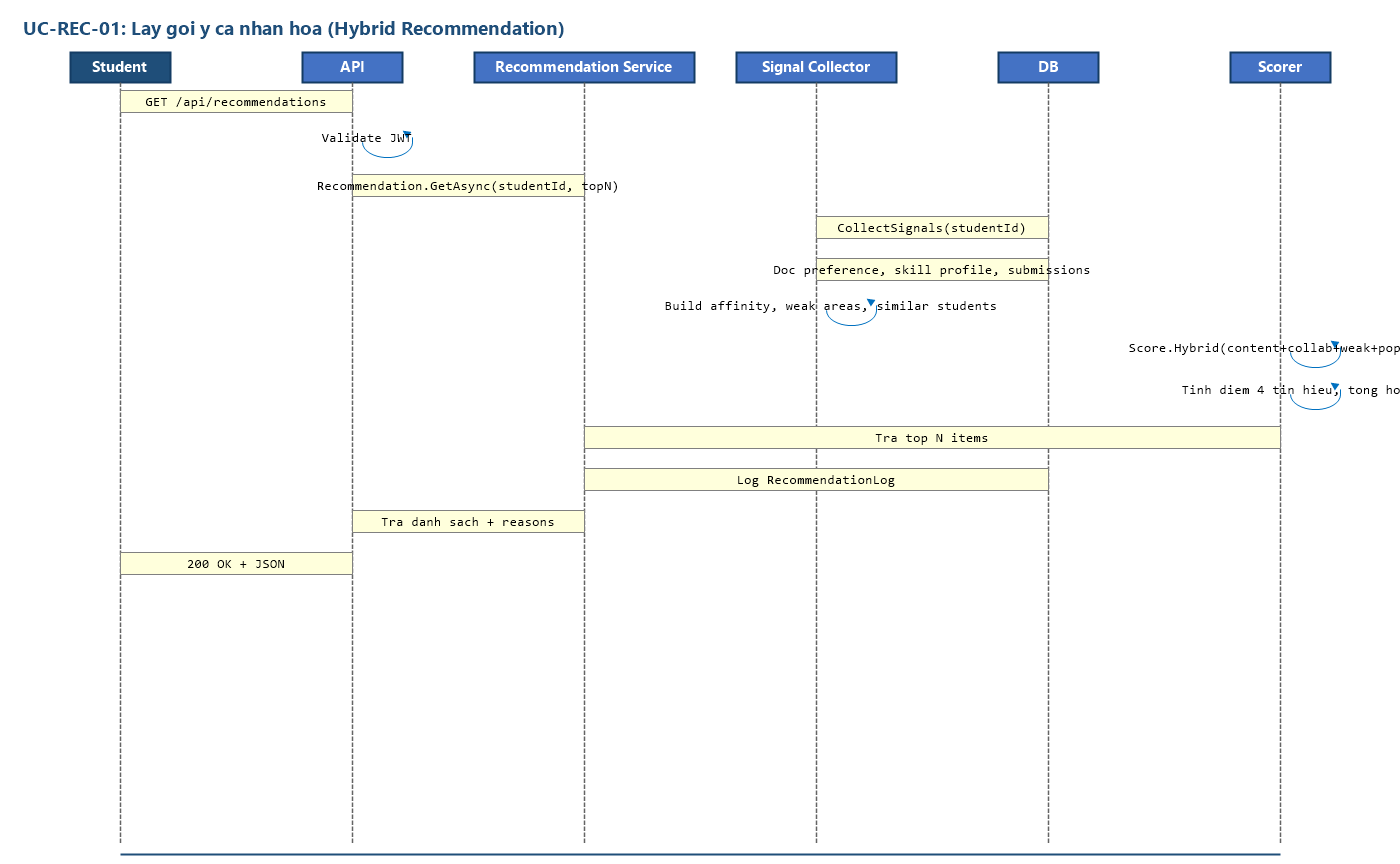 UC-REC-01: Lay goi y ca nhan hoa (Hybrid Recommendation)
Student
API
Recommendation Service
Signal Collector
DB
Scorer
GET /api/recommendations
Validate JWT
Recommendation.GetAsync(studentId, topN)
CollectSignals(studentId)
Doc preference, skill profile, submissions
Build affinity, weak areas, similar students
Score.Hybrid(content+collab+weak+pop
Tinh diem 4 tin hieu, tong ho
Tra top N items
Log RecommendationLog
Tra danh sach + reasons
200 OK + JSON